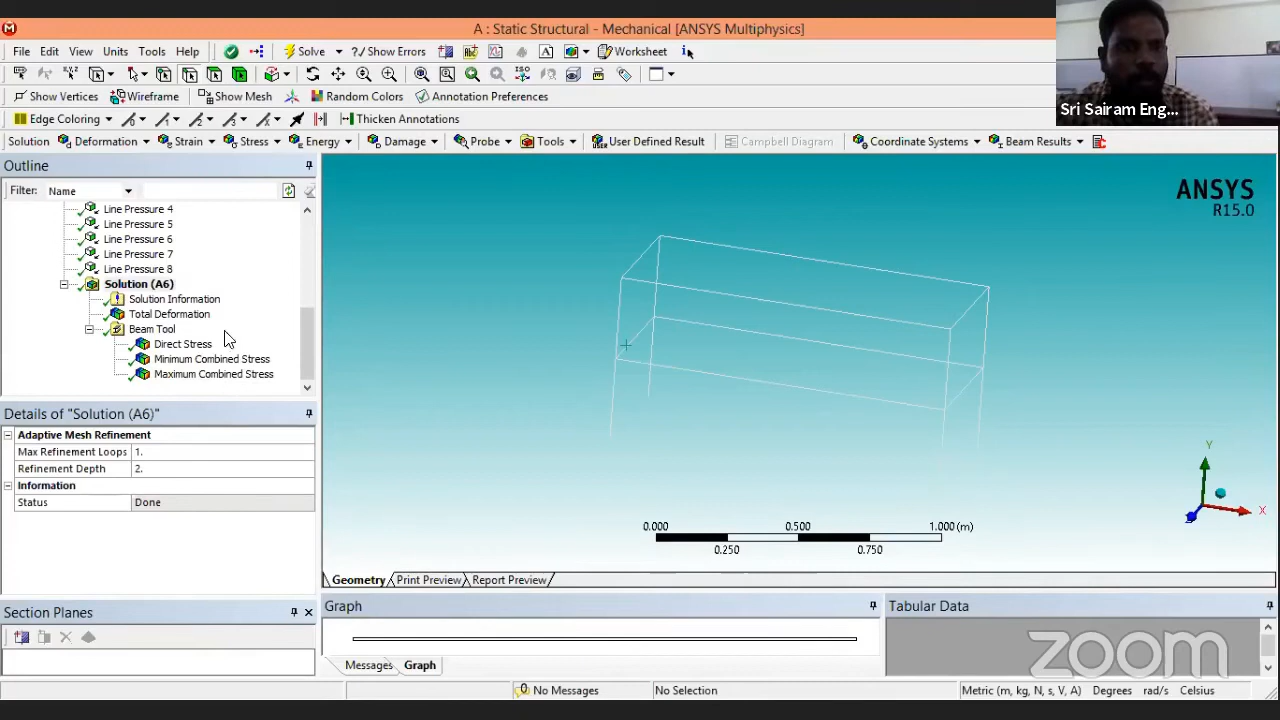 A : Static Structural - Mechanical [ANSYS Multiphysics]
File Edit View Units Tools Help Solve ?/ Show Errors Worksheet
Show Vertices Wireframe Show Mesh Random Colors Annotation Preferences
Edge Coloring Thicken Annotations
Solution Deformation Strain Stress Energy Damage Probe Tools User Defined Result Campbell Diagram Coordinate Systems Beam Results
Sri Sairam Eng...
Outline
Filter: Name
Line Pressure 4
Line Pressure 5
Line Pressure 6
Line Pressure 7
Line Pressure 8
Solution (A6)
Solution Information
Total Deformation
Beam Tool
Direct Stress
Minimum Combined Stress
Maximum Combined Stress
Details of "Solution (A6)"
Adaptive Mesh Refinement
Max Refinement Loops 1.
Refinement Depth 2.
Information
Status Done
Section Planes
ANSYS
R15.0
Y
X
0.000 0.500 1.000 (m)
0.250 0.750
Geometry Print Preview Report Preview
Graph
Tabular Data
Messages Graph
zoom
0 No Messages No Selection Metric (m, kg, N, s, V, A) Degrees rad/s Celsius